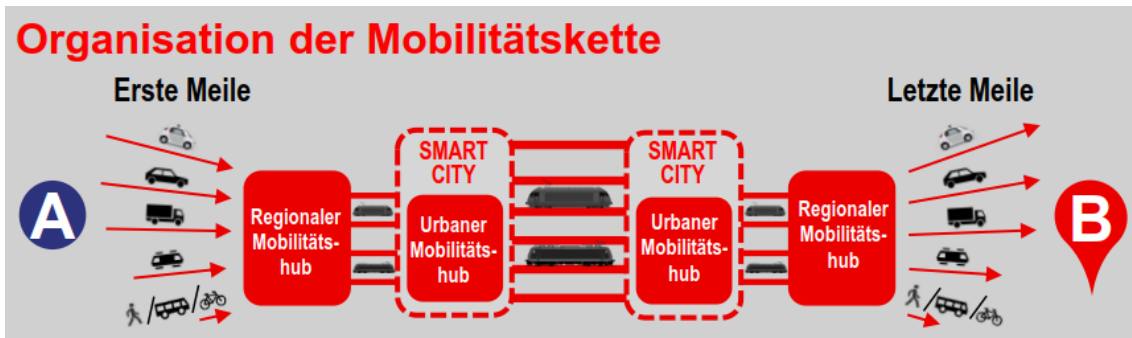 Organisation der Mobilitätskette
Erste Meile
Letzte Meile
A
Regionaler
Mobilitäts-
hub
SMART
CITY
Urbaner
Mobilitäts-
hub
SMART
CITY
Urbaner
Mobilitäts-
hub
Regionaler
Mobilitäts-
hub
B